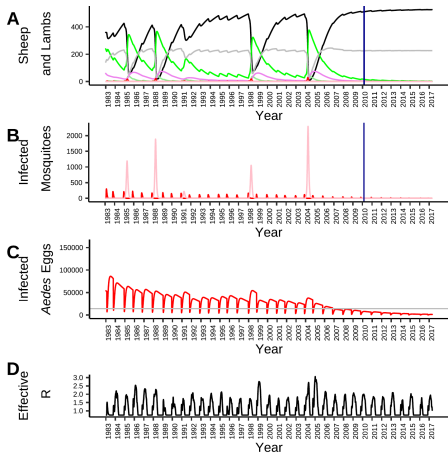 A
Sheep
and Lambs
400
200
0
1983 1984 1985 1986 1987 1988 1989 1990 1991 1992 1993 1994 1995 1996 1997 1998 1999 2000 2001 2002 2003 2004 2005 2006 2007 2008 2009 2010 2011 2012 2013 2014 2015 2016 2017
Year
B
Infected
Mosquitoes
2000
1500
1000
500
0
1983 1984 1985 1986 1987 1988 1989 1990 1991 1992 1993 1994 1995 1996 1997 1998 1999 2000 2001 2002 2003 2004 2005 2006 2007 2008 2009 2010 2011 2012 2013 2014 2015 2016 2017
Year
C
Infected
Aedes Eggs
150000
100000
50000
0
1983 1984 1985 1986 1987 1988 1989 1990 1991 1992 1993 1994 1995 1996 1997 1998 1999 2000 2001 2002 2003 2004 2005 2006 2007 2008 2009 2010 2011 2012 2013 2014 2015 2016 2017
Year
D
Effective
R
3.0
2.5
2.0
1.5
1.0
1983 1984 1985 1986 1987 1988 1989 1990 1991 1992 1993 1994 1995 1996 1997 1998 1999 2000 2001 2002 2003 2004 2005 2006 2007 2008 2009 2010 2011 2012 2013 2014 2015 2016 2017
Year